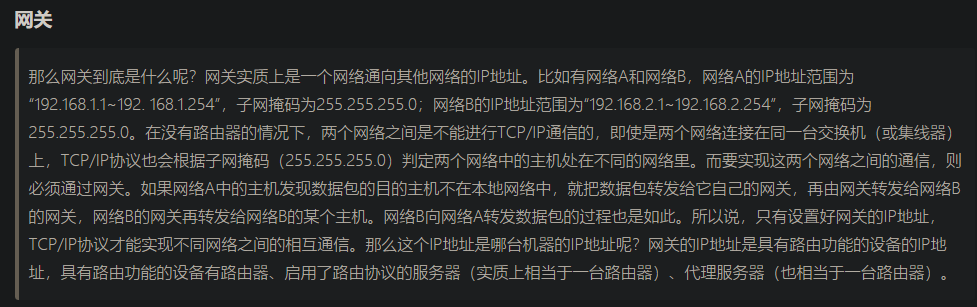 网关
那么网关到底是什么呢？网关实质上是一个网络通向其他网络的IP地址。比如有网络A和网络B，网络A的IP地址范围为
“192.168.1.1~192. 168.1.254”，子网掩码为255.255.255.0；网络B的IP地址范围为“192.168.2.1~192.168.2.254”，子网掩码为
255.255.255.0。在没有路由器的情况下，两个网络之间是不能进行TCP/IP通信的，即使是两个网络连接在同一台交换机（或集线器）
上，TCP/IP协议也会根据子网掩码（255.255.255.0）判定两个网络中的主机处在不同的网络里。而要实现这两个网络之间的通信，则
必须通过网关。如果网络A中的主机发现数据包的目的主机不在本地网络中，就把数据包转发给它自己的网关，再由网关转发给网络B
的网关，网络B的网关再转发给网络B的某个主机。网络B向网络A转发数据包的过程也是如此。所以说，只有设置好网关的IP地址，
TCP/IP协议才能实现不同网络之间的相互通信。那么这个IP地址是哪台机器的IP地址呢？网关的IP地址是具有路由功能的设备的IP地
址，具有路由功能的设备有路由器、启用了路由协议的服务器（实质上相当于一台路由器）、代理服务器（也相当于一台路由器）。